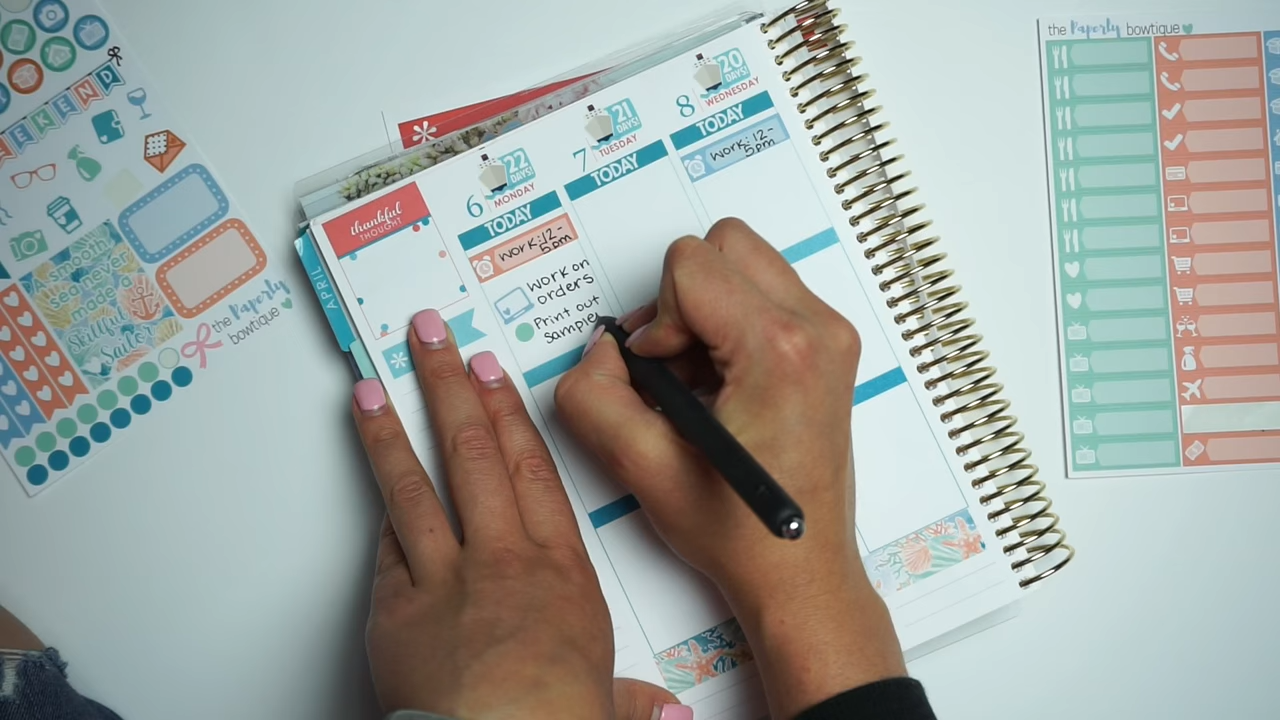 WEEKEND
A smooth
sea never
made a
Skillful
Sailor
the Paperly
bowtique
APRIL
thankful
THOUGHT
6
22
DAYS!
MONDAY
TODAY
work:12-
5pm
work on
orders
Print out
sample
7
21
DAYS!
TUESDAY
TODAY
8
20
DAYS!
WEDNESDAY
TODAY
work:12-
5pm
the Paperly bowtique